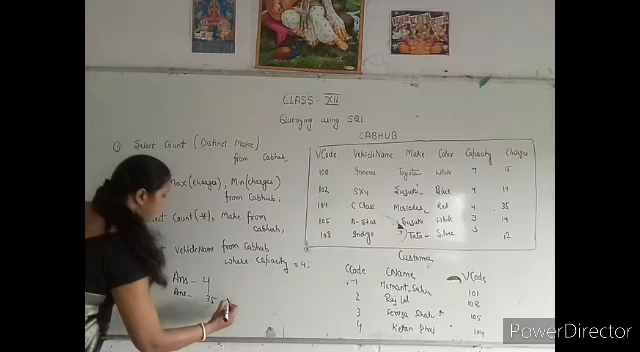 CLASS - XII
Querying using SQL
① Select Count (Distinct Make)
from Cabhub,
Max(charges), Min(charges)
from Cabhub,
Count(*), Make from
Cabhub,
VehicleName from Cabhub
where Capacity = 4.
Ans - 4
Ans - 35
CABHUB
VCode VehicleName Make Color Capacity Charges
100 Innova Toyota White 7 15
102 SX4 Suzuki Blue 4 14
104 C Class Mercedes Red 4 35
105 A-Star Suzuki White 3 14
108 Indigo Tata Silver 3 12
Customer
CCode CName VCode
1 Hemant Sahu 101
2 Raj Lal 108
3 Feroza Shah 105
4 Ketan Dhal 104
PowerDirector